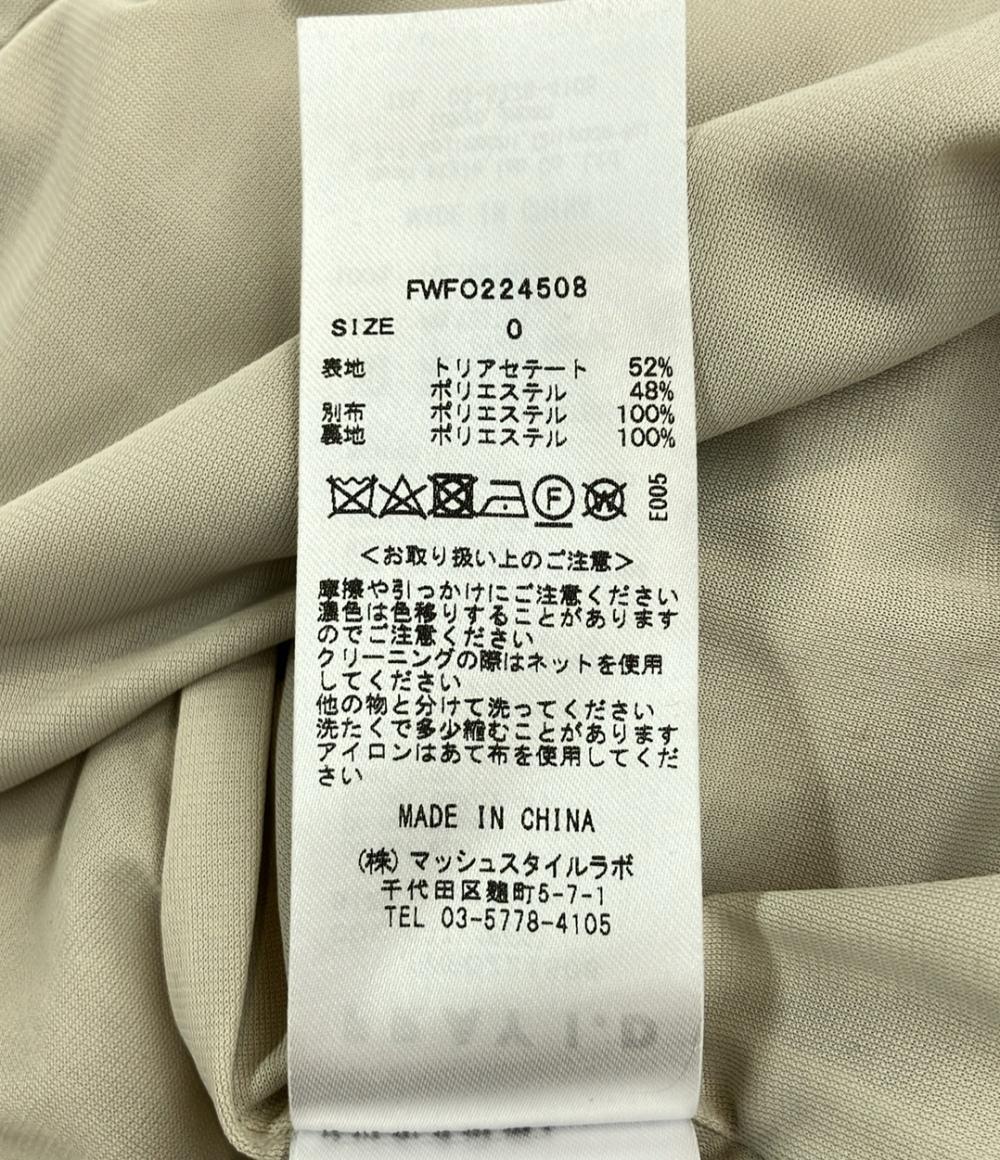 FWFO224508
SIZE 0
表地 トリアセテート 52%
ポリエステル 48%
別布 ポリエステル 100%
裏地 ポリエステル 100%
F W E005
<お取り扱い上のご注意>
摩擦や引っかけにご注意ください
濃色は色移りすることがあります
のでご注意ください
クリーニングの際はネットを使用
してください
他の物と分けて洗ってください
洗たくで多少縮むことがあります
アイロンはあて布を使用してくだ
さい
MADE IN CHINA
(株)マッシュスタイルラボ
千代田区麹町5-7-1
TEL 03-5778-4105